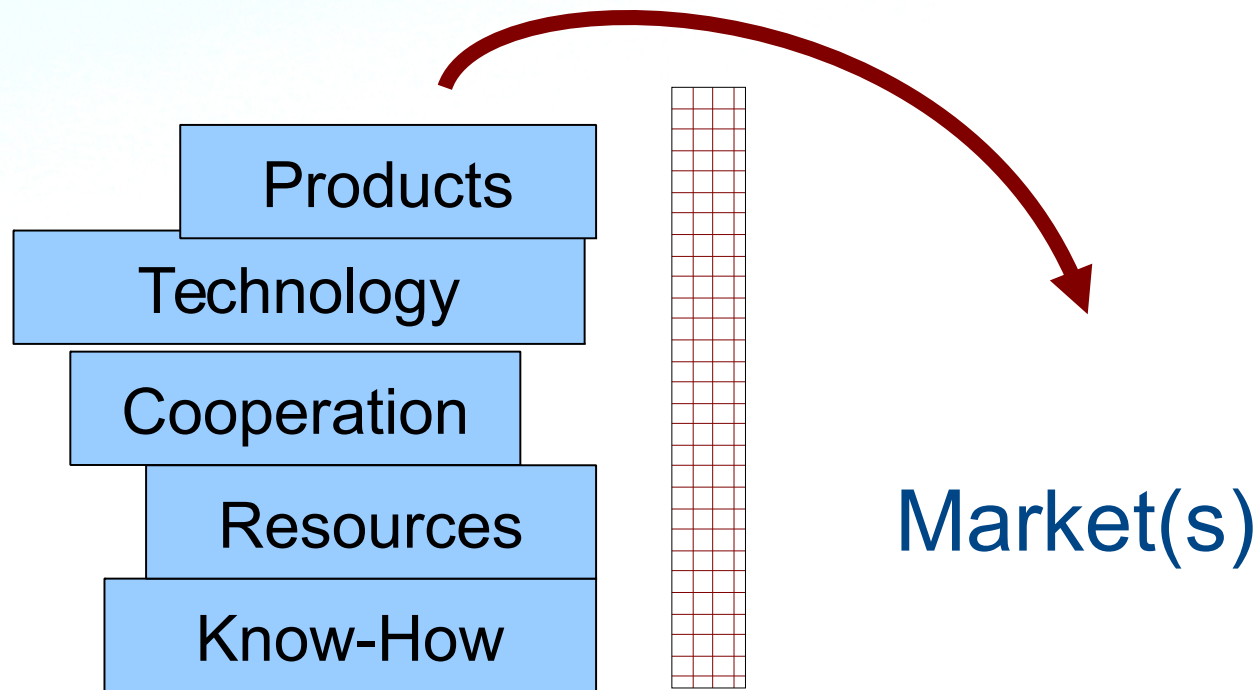 Products
Technology
Cooperation
Resources
Market(s)
Know-How